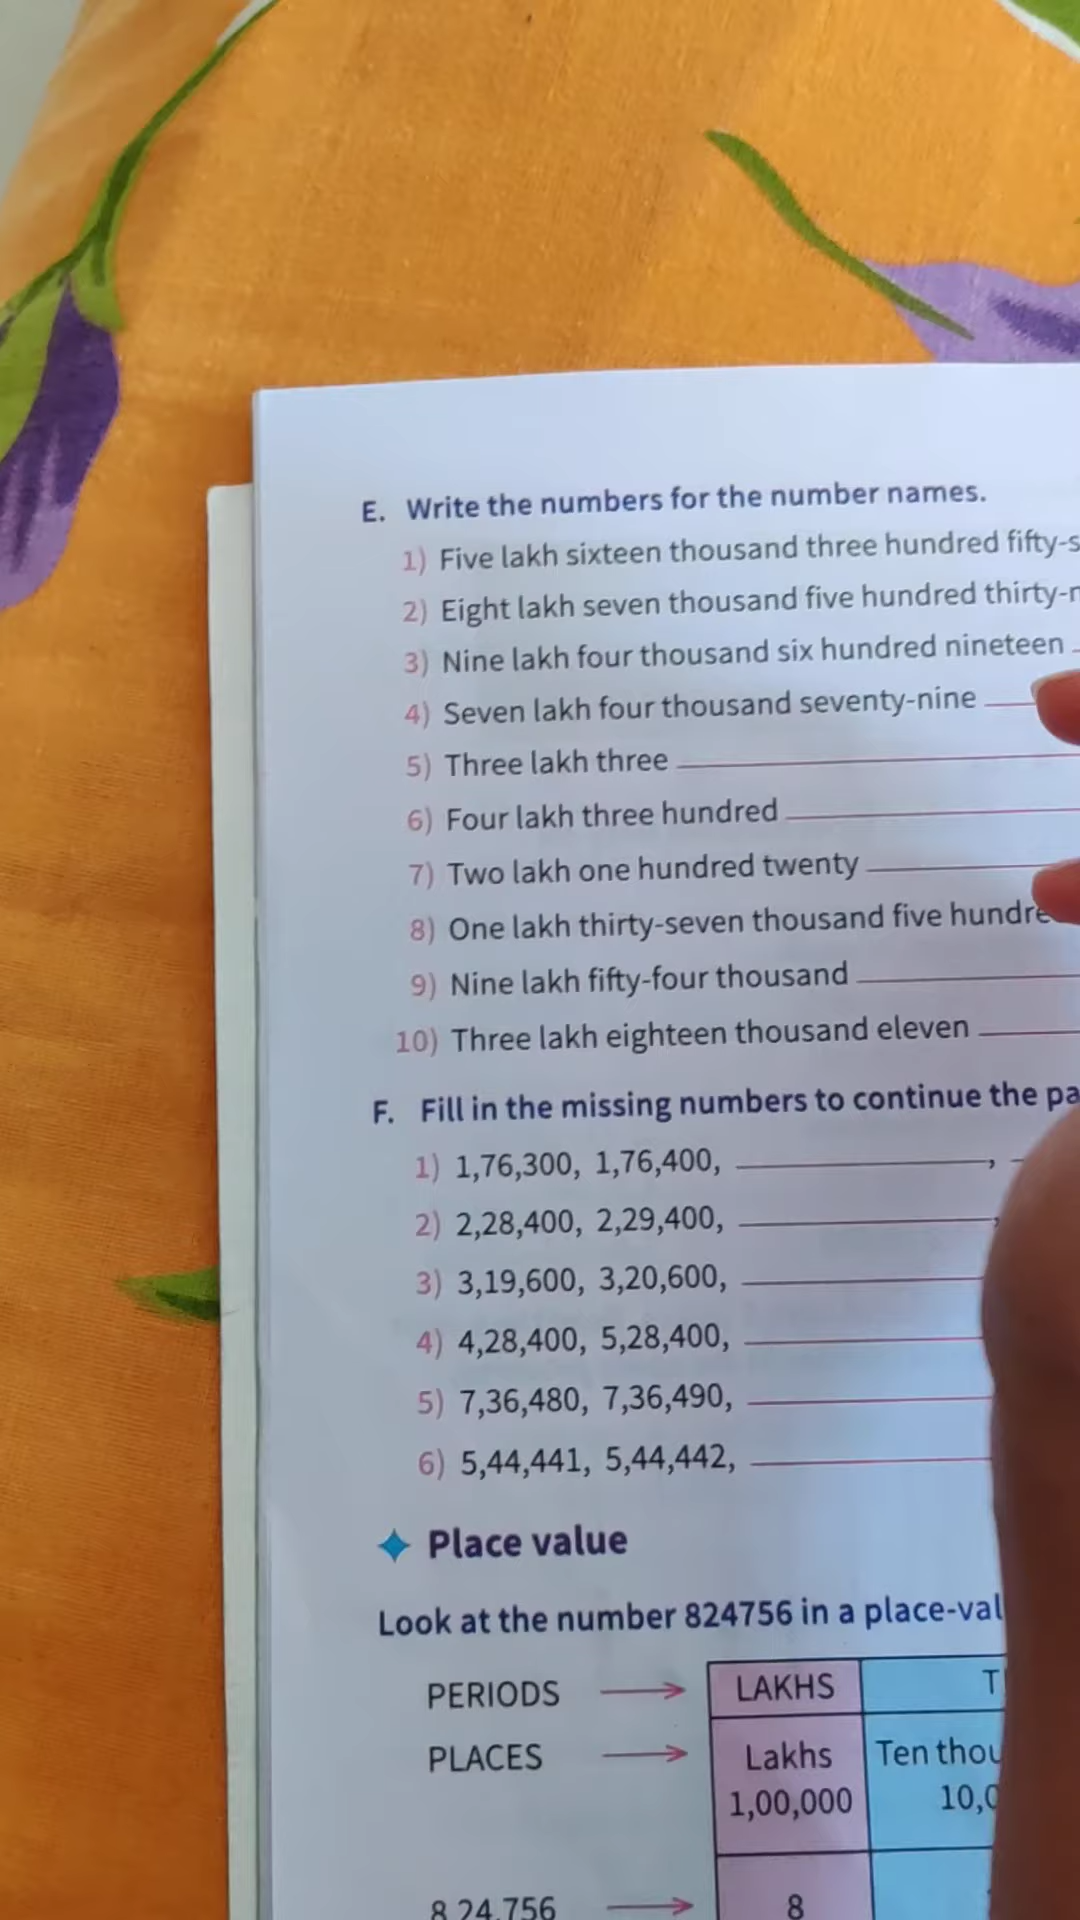 E. Write the numbers for the number names.
1) Five lakh sixteen thousand three hundred
2) Eight lakh seven thousand five hundred
3) Nine lakh four thousand six hundred nineteen
4) Seven lakh four thousand seventy-nine
5) Three lakh three
6) Four lakh three hundred
7) Two lakh one hundred twenty
8) One lakh thirty-seven thousand five
9) Nine lakh fifty-four thousand
10) Three lakh eighteen thousand eleven
F. Fill in the missing numbers to continue the
1) 1,76,300, 1,76,400, ,
2) 2,28,400, 2,29,400, ,
3) 3,19,600, 3,20,600,
4) 4,28,400, 5,28,400,
5) 7,36,480, 7,36,490,
6) 5,44,441, 5,44,442,
Place value
Look at the number 824756 in a
PERIODS → LAKHS
PLACES → Lakhs Ten
1,00,000
8,24,756 → 8